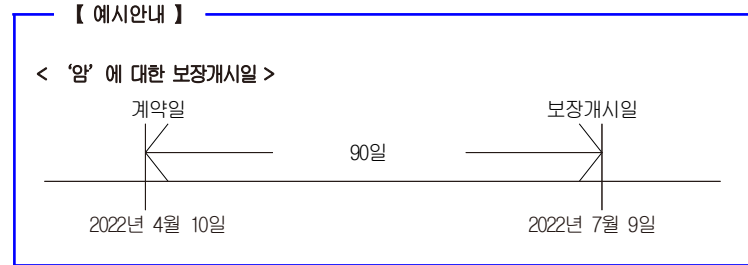 【 예시안내 】
< ‘암’ 에 대한 보장개시일 >
계약일 보장개시일
90일
2022년 4월 10일 2022년 7월 9일